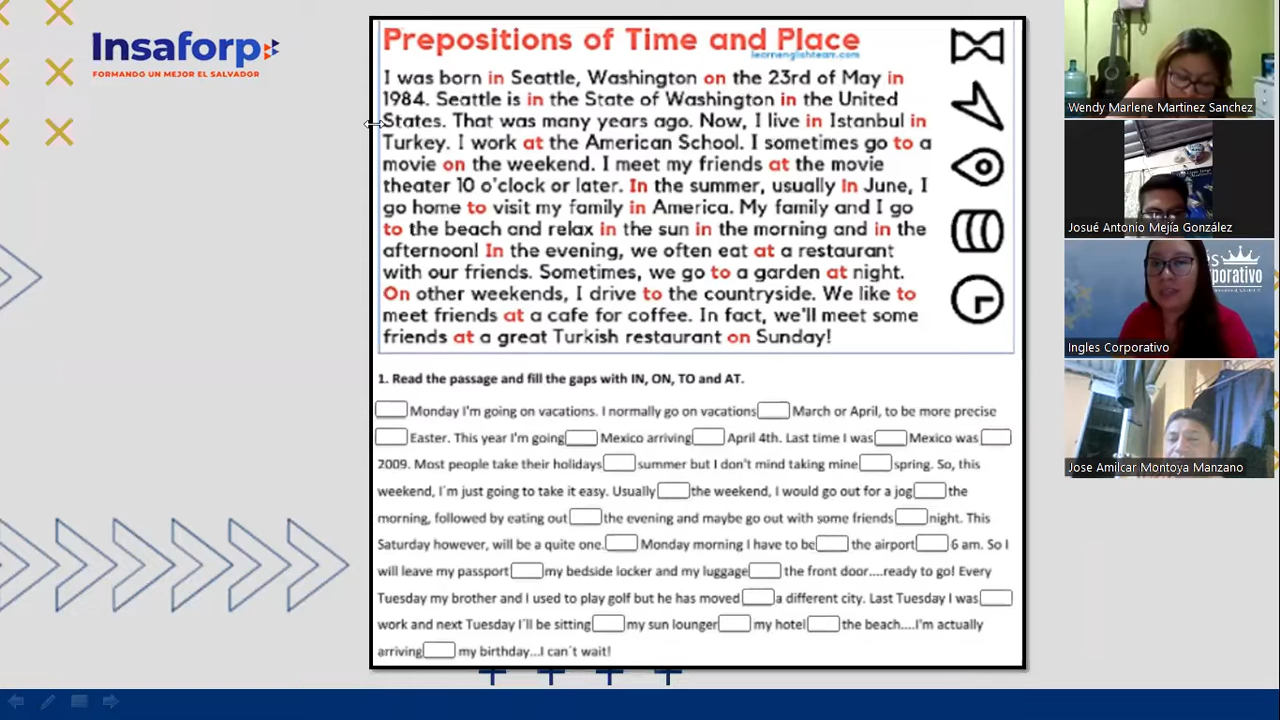 Insaforp
FORMANDO UN MEJOR EL SALVADOR
Prepositions of Time and Place
learnenglishteam.com
I was born in Seattle, Washington on the 23rd of May in
1984. Seattle is in the State of Washington in the United
States. That was many years ago. Now, I live in Istanbul in
Turkey. I work at the American School. I sometimes go to a
movie on the weekend. I meet my friends at the movie
theater 10 o'clock or later. In the summer, usually In June, I
go home to visit my family in America. My family and I go
to the beach and relax in the sun in the morning and in the
afternoon! In the evening, we often eat at a restaurant
with our friends. Sometimes, we go to a garden at night.
On other weekends, I drive to the countryside. We like to
meet friends at a cafe for coffee. In fact, we'll meet some
friends at a great Turkish restaurant on Sunday!
1. Read the passage and fill the gaps with IN, ON, TO and AT.
Monday I'm going on vacations. I normally go on vacations March or April, to be more precise
Easter. This year I'm going Mexico arriving April 4th. Last time I was Mexico was
2009. Most people take their holidays summer but I don't mind taking mine spring. So, this
weekend, I´m just going to take it easy. Usually the weekend, I would go out for a jog the
morning, followed by eating out the evening and maybe go out with some friends night. This
Saturday however, will be a quite one. Monday morning I have to be the airport 6 am. So I
will leave my passport my bedside locker and my luggage the front door....ready to go! Every
Tuesday my brother and I used to play golf but he has moved a different city. Last Tuesday I was
work and next Tuesday I´ll be sitting my sun lounger my hotel the beach....I'm actually
arriving my birthday...I can´t wait!
Wendy Marlene Martinez Sanchez
Josué Antonio Mejía González
porativo
Ingles Corporativo
Jose Amilcar Montoya Manzano